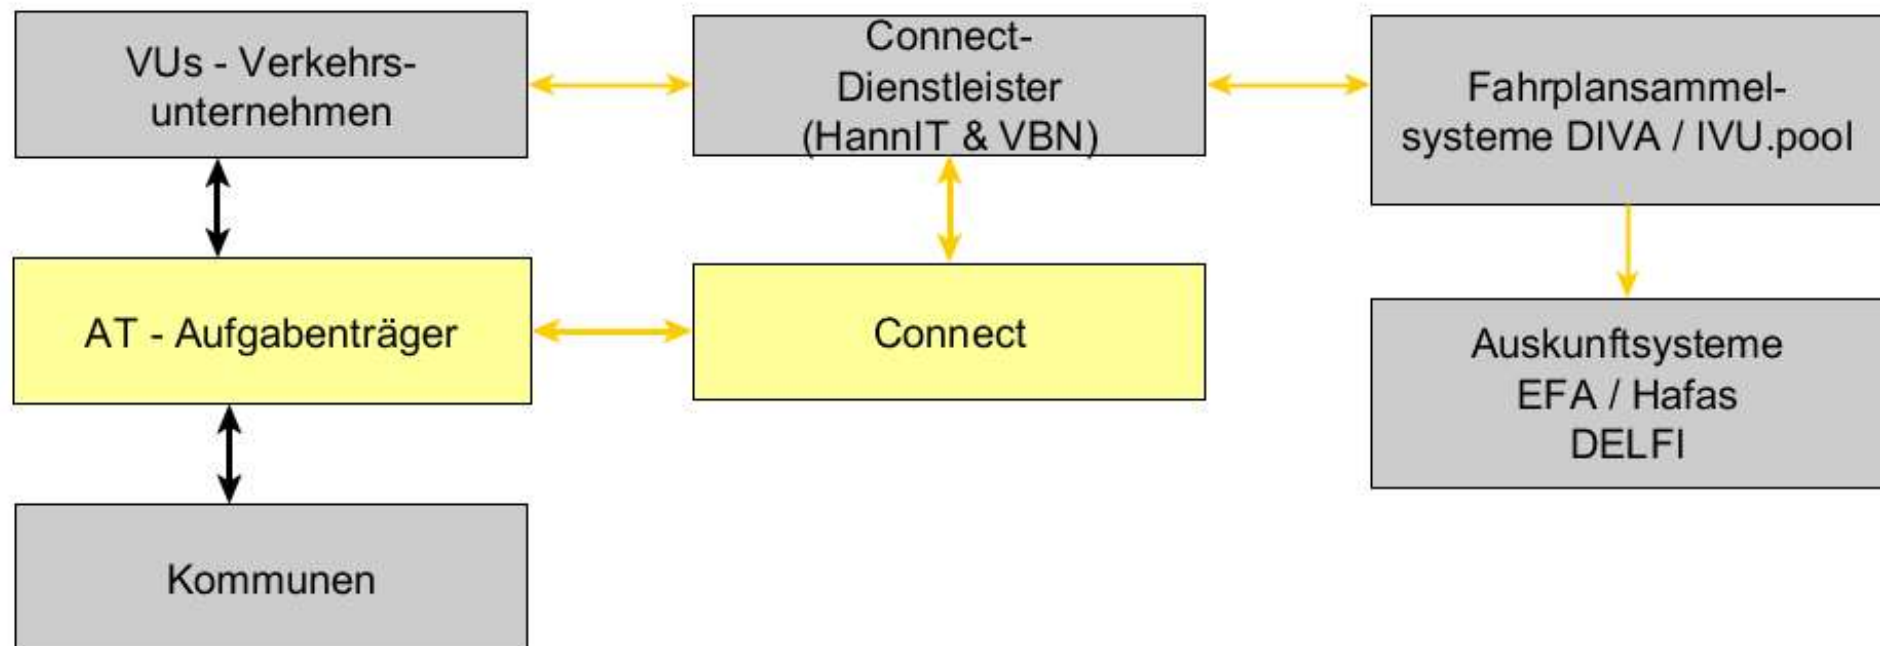 VUs - Verkehrs-
unternehmen
Connect-
Dienstleister
(HannIT & VBN)
Fahrplansammel-
systeme DIVA / IVU.pool
AT - Aufgabenträger
Connect
Auskunftsysteme
EFA / Hafas
DELFI
Kommunen